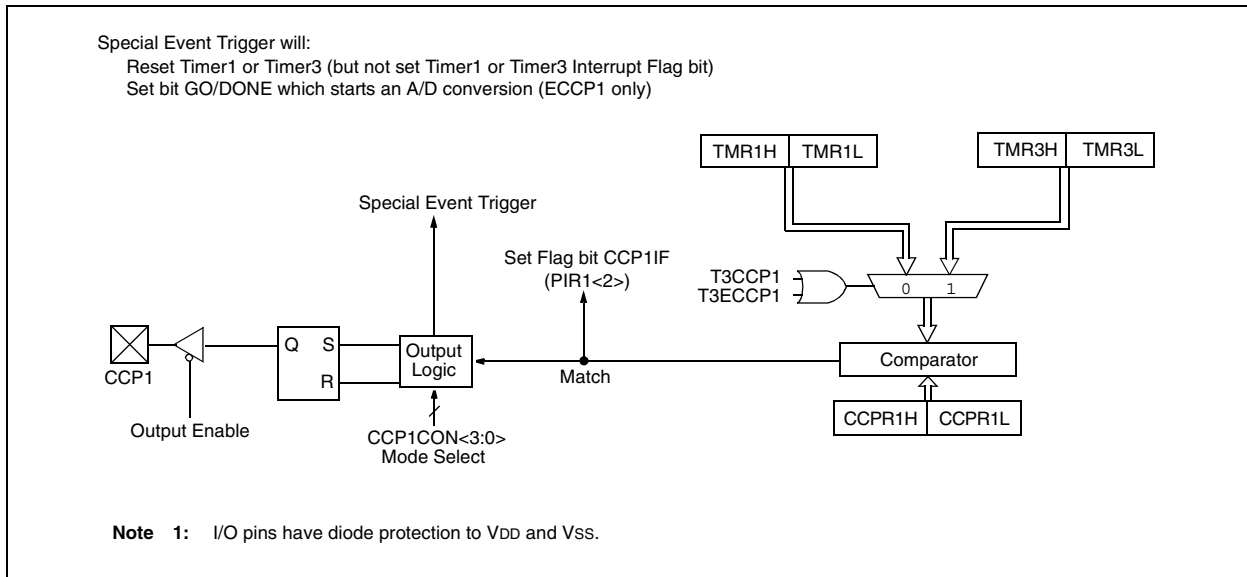 Special Event Trigger will:
Reset Timer1 or Timer3 (but not set Timer1 or Timer3 Interrupt Flag bit)
Set bit GO/DONE which starts an A/D conversion (ECCP1 only)
TMR1H TMR1L
TMR3H TMR3L
Special Event Trigger
Set Flag bit CCP1IF
(PIR1<2>)
T3CCP1
T3ECCP1
0 1
Q S
R
Output
Logic
Comparator
CCP1
Match
Output Enable
CCP1CON<3:0>
Mode Select
CCPR1H CCPR1L
Note 1: I/O pins have diode protection to VDD and VSS.